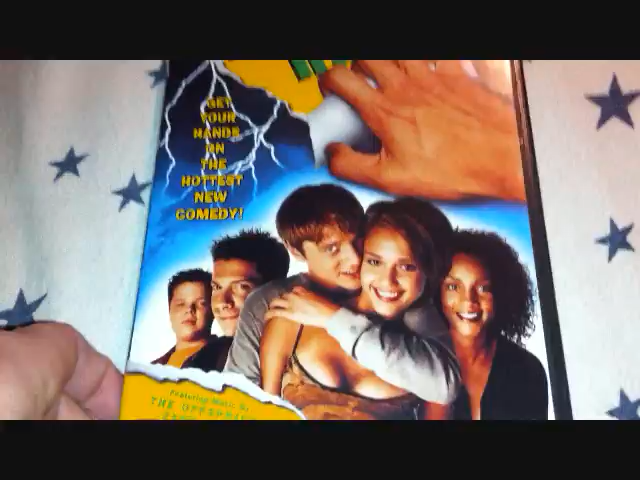 GET
YOUR
HANDS
ON
THE
HOTTEST
NEW
COMEDY!
Featuring Music By
THE OFFSPRING